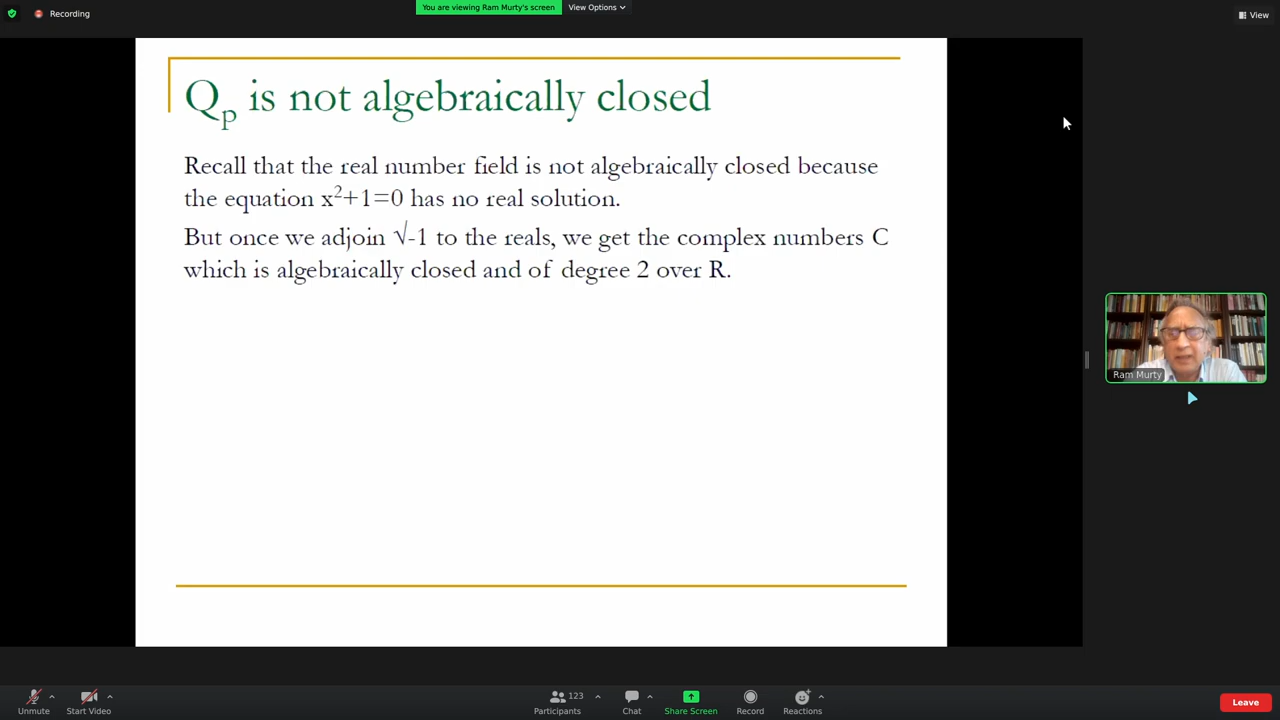 Recording
You are viewing Ram Murty's screen
View Options
View
Qp is not algebraically closed
Recall that the real number field is not algebraically closed because
the equation x²+1=0 has no real solution.
But once we adjoin √-1 to the reals, we get the complex numbers C
which is algebraically closed and of degree 2 over R.
Ram Murty
Unmute
Start Video
123
Participants
Chat
Share Screen
Record
Reactions
Leave